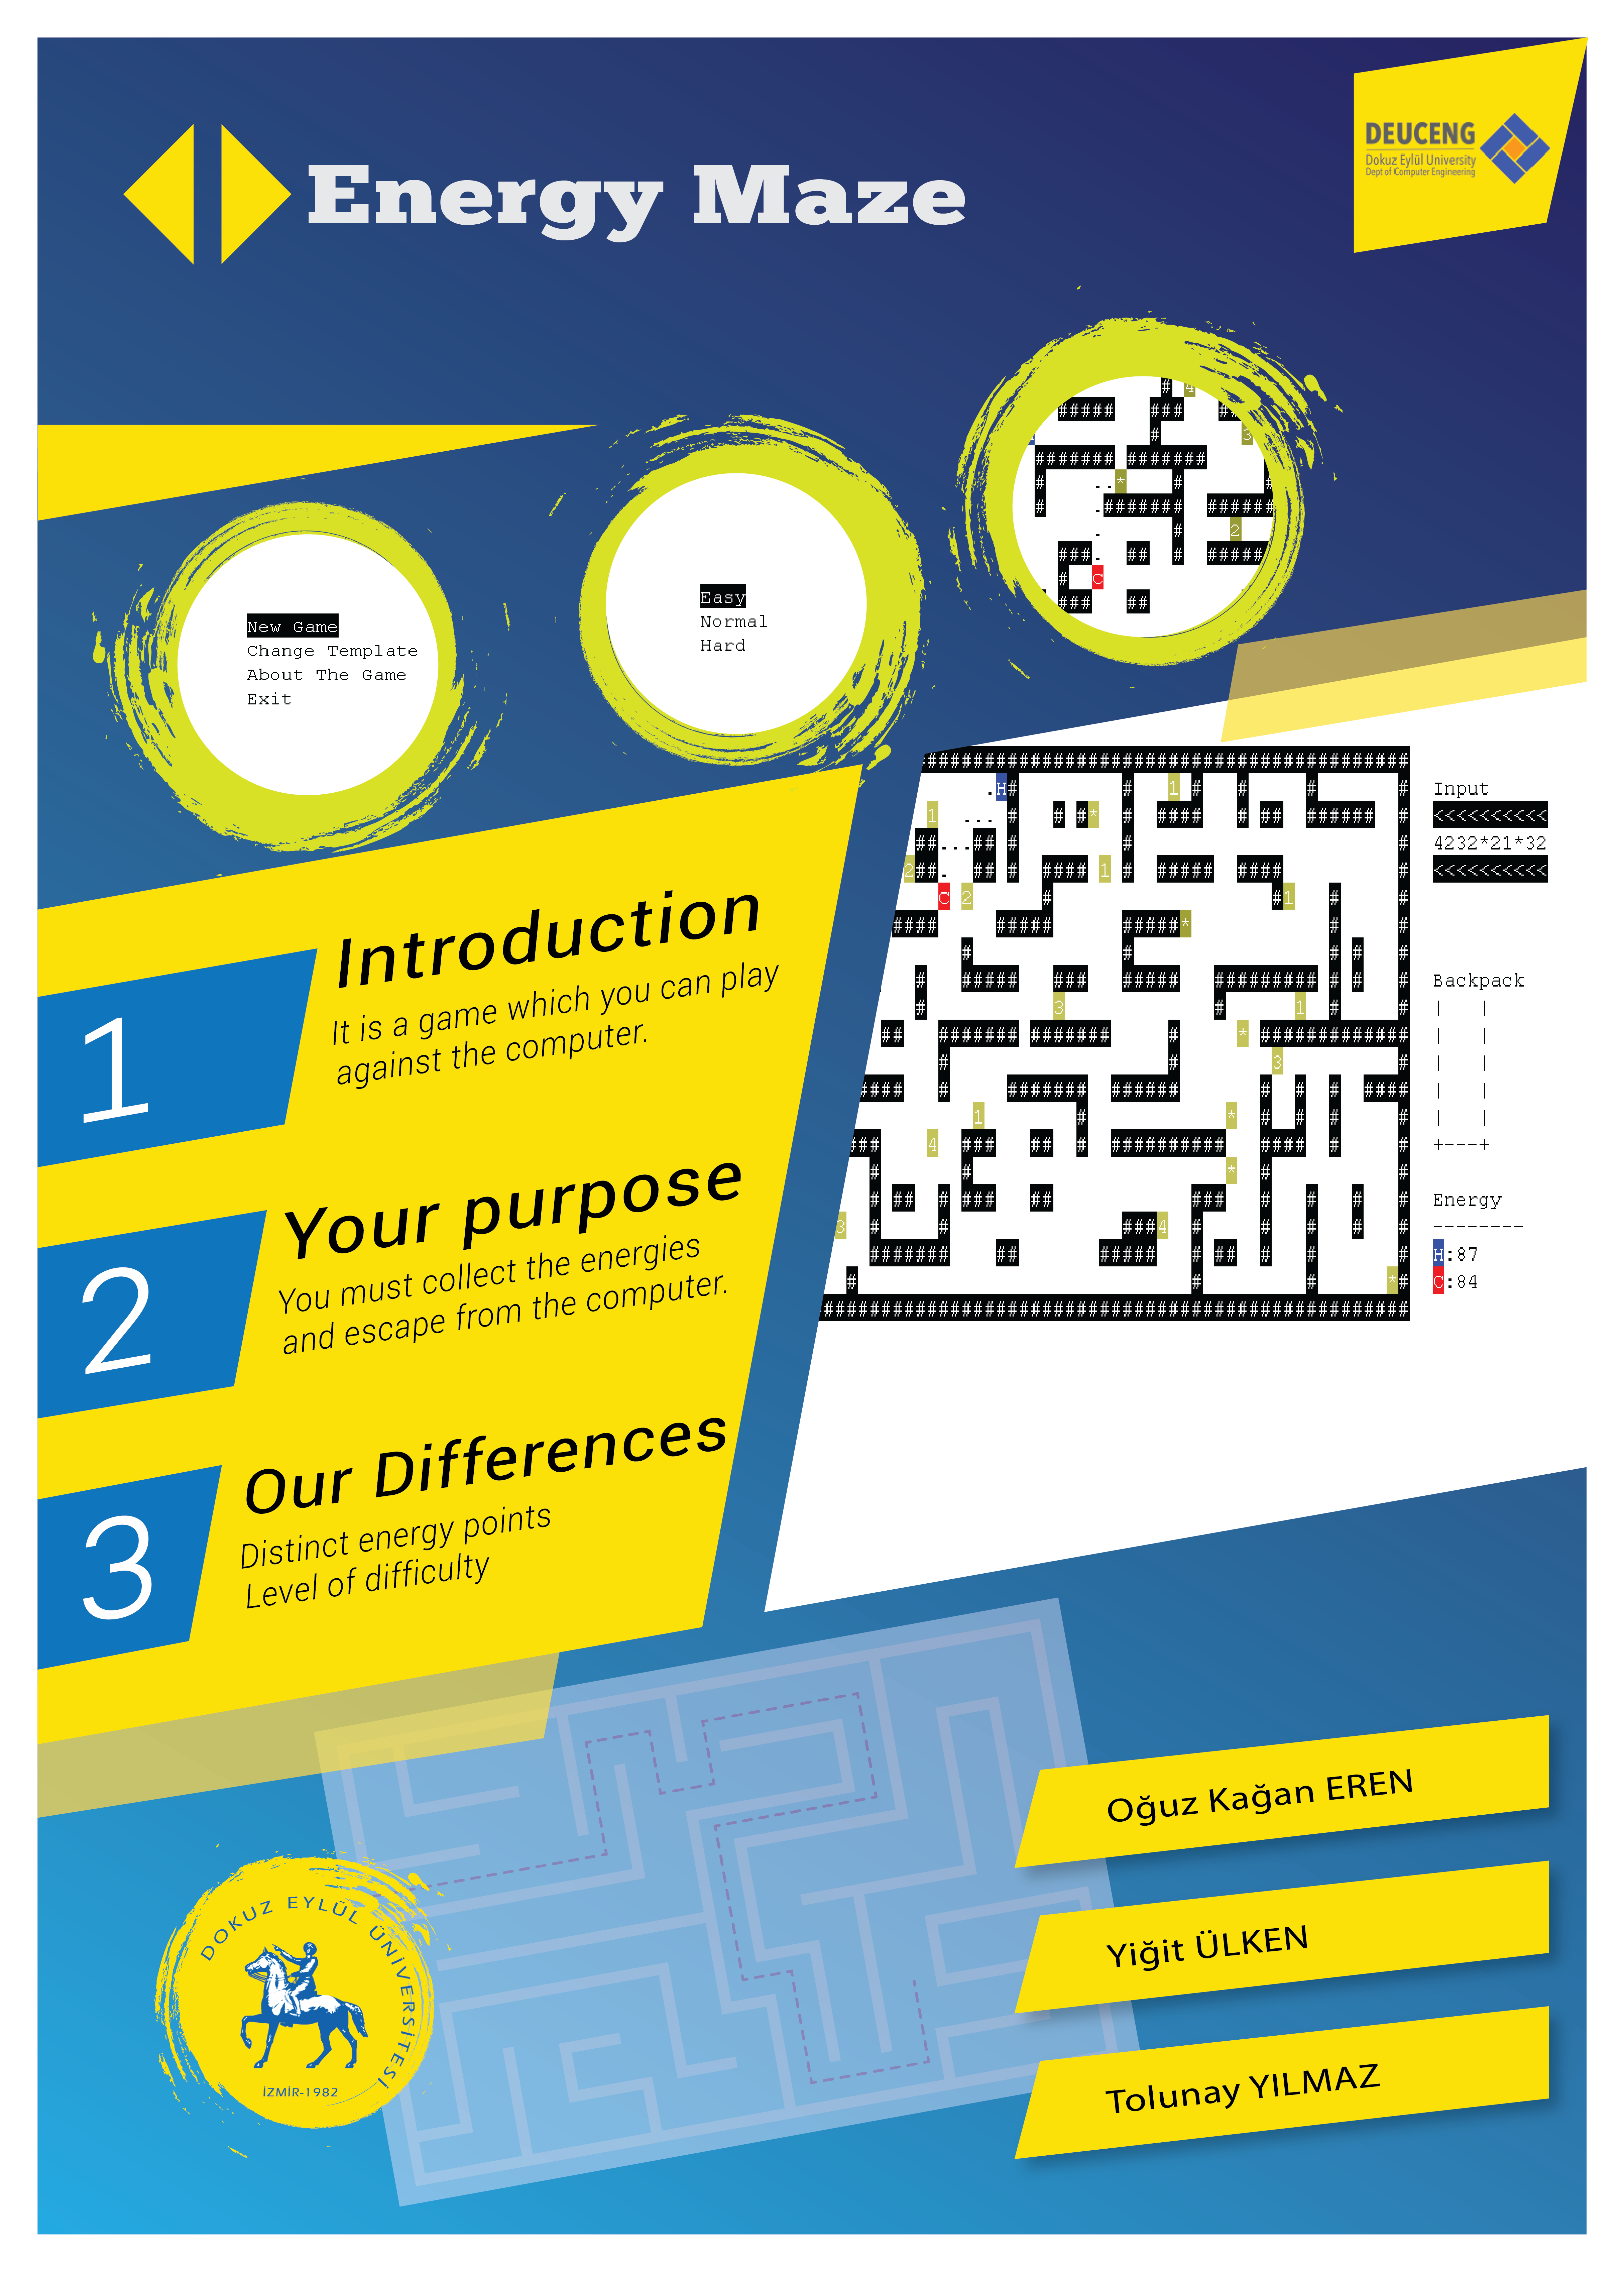 Energy Maze
DEUCENG
Dokuz Eylül University
Dept of Computer Engineering
New Game
Change Template
About The Game
Exit
Easy
Normal
Hard
Input
<<<<<<<<<<
4232*21*32
<<<<<<<<<<
Backpack
Energy
--------
H:87
C:84
1
Introduction
It is a game which you can play
against the computer.
2
Your purpose
You must collect the energies
and escape from the computer.
3
Our Differences
Distinct energy points
Level of difficulty
Oğuz Kağan EREN
Yiğit ÜLKEN
Tolunay YILMAZ
DOKUZ EYLÜL ÜNİVERSİTESİ
İZMİR-1982